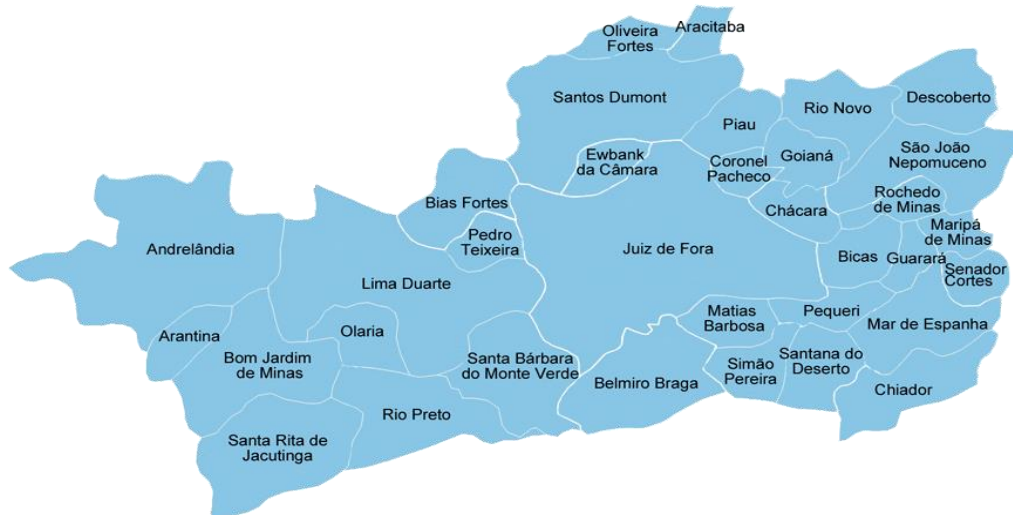 Oliveira
Fortes
Aracitaba
Santos Dumont
Piau
Rio Novo
Descoberto
Ewbank
da Câmara
Coronel
Pacheco
Goianá
São João
Nepomuceno
Bias Fortes
Chácara
Rochedo
de Minas
Pedro
Teixeira
Maripá
de Minas
Andrelândia
Juiz de Fora
Bicas
Guarará
Senador
Cortes
Lima Duarte
Arantina
Olaria
Matias
Barbosa
Pequeri
Mar de Espanha
Bom Jardim
de Minas
Santa Bárbara
do Monte Verde
Belmiro Braga
Simão
Pereira
Santana do
Deserto
Chiador
Rio Preto
Santa Rita de
Jacutinga